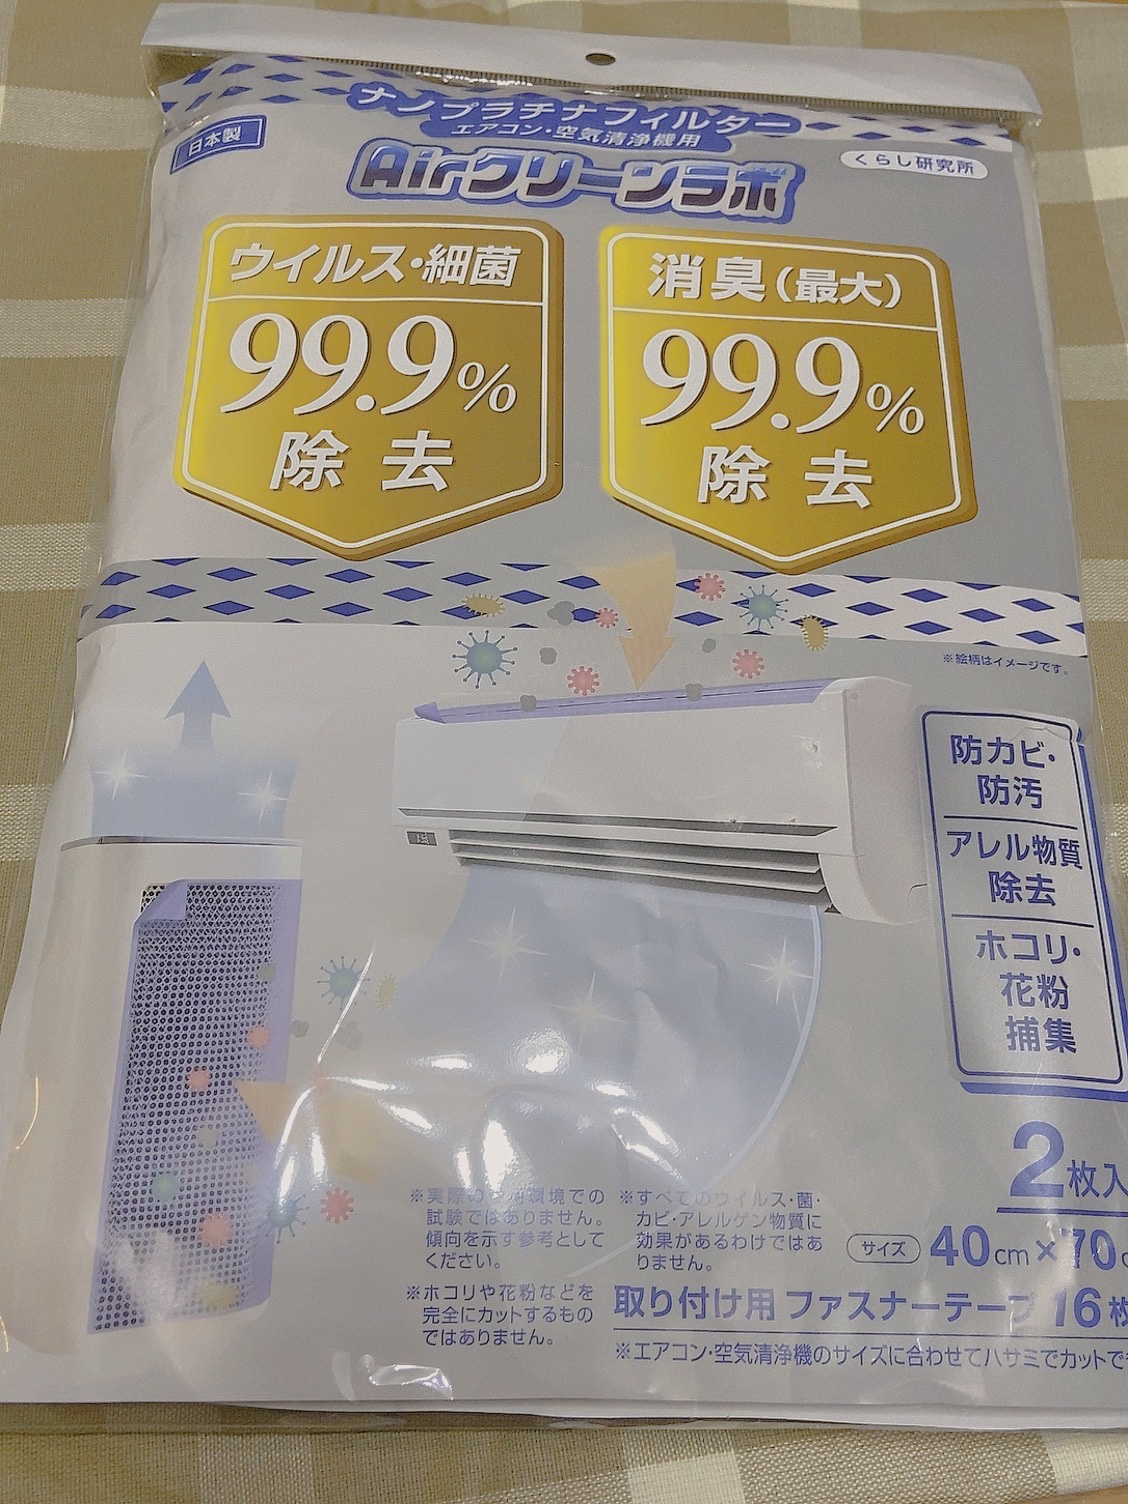 ナノプラチナフィルター
エアコン・空気清浄機用
日本製
Airクリーンラボ
くらし研究所
ウイルス・細菌
99.9%
除去
消臭(最大)
99.9%
除去
※絵柄はイメージです。
防カビ・
防汚
アレル物質
除去
ホコリ・
花粉
捕集
2枚入
サイズ 40cm×70c
取り付け用 ファスナーテープ16枚
※エアコン・空気清浄機のサイズに合わせてハサミでカットで
※実際の 環境での
試験ではありません。
傾向を示す参考として
ください。
※すべてのウイルス・菌・
カビ・アレルゲン物質に
効果があるわけではあ
りません。
※ホコリや花粉などを
完全にカットするもの
ではありません。